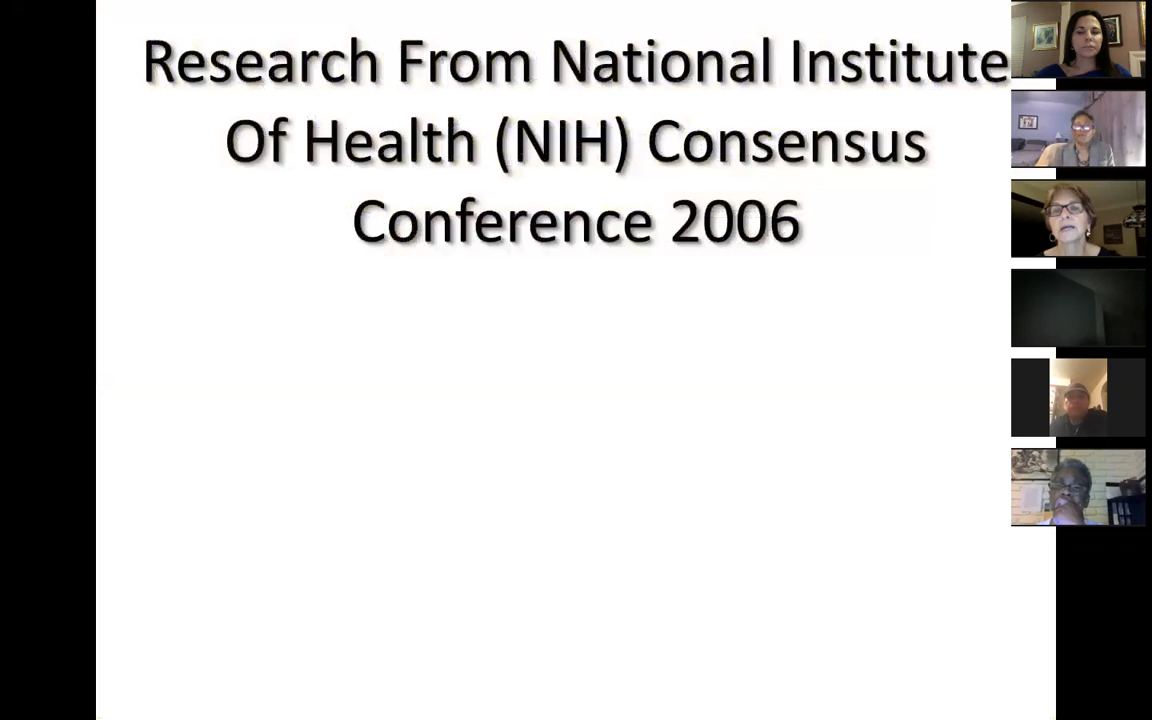 Research From National Institute
Of Health (NIH) Consensus
Conference 2006